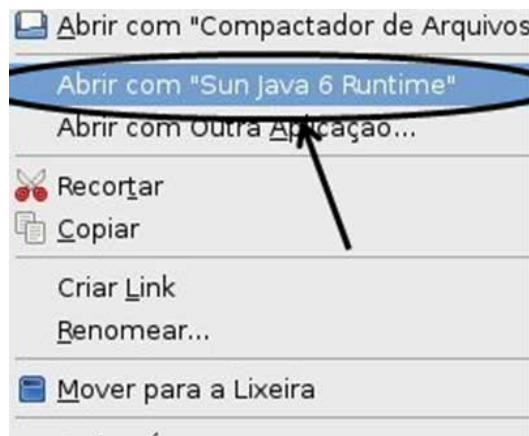 Abrir com "Compactador de Arquivos
Abrir com "Sun Java 6 Runtime"
Abrir com Outra Aplicação...
Recortar
Copiar
Criar Link
Renomear...
Mover para a Lixeira